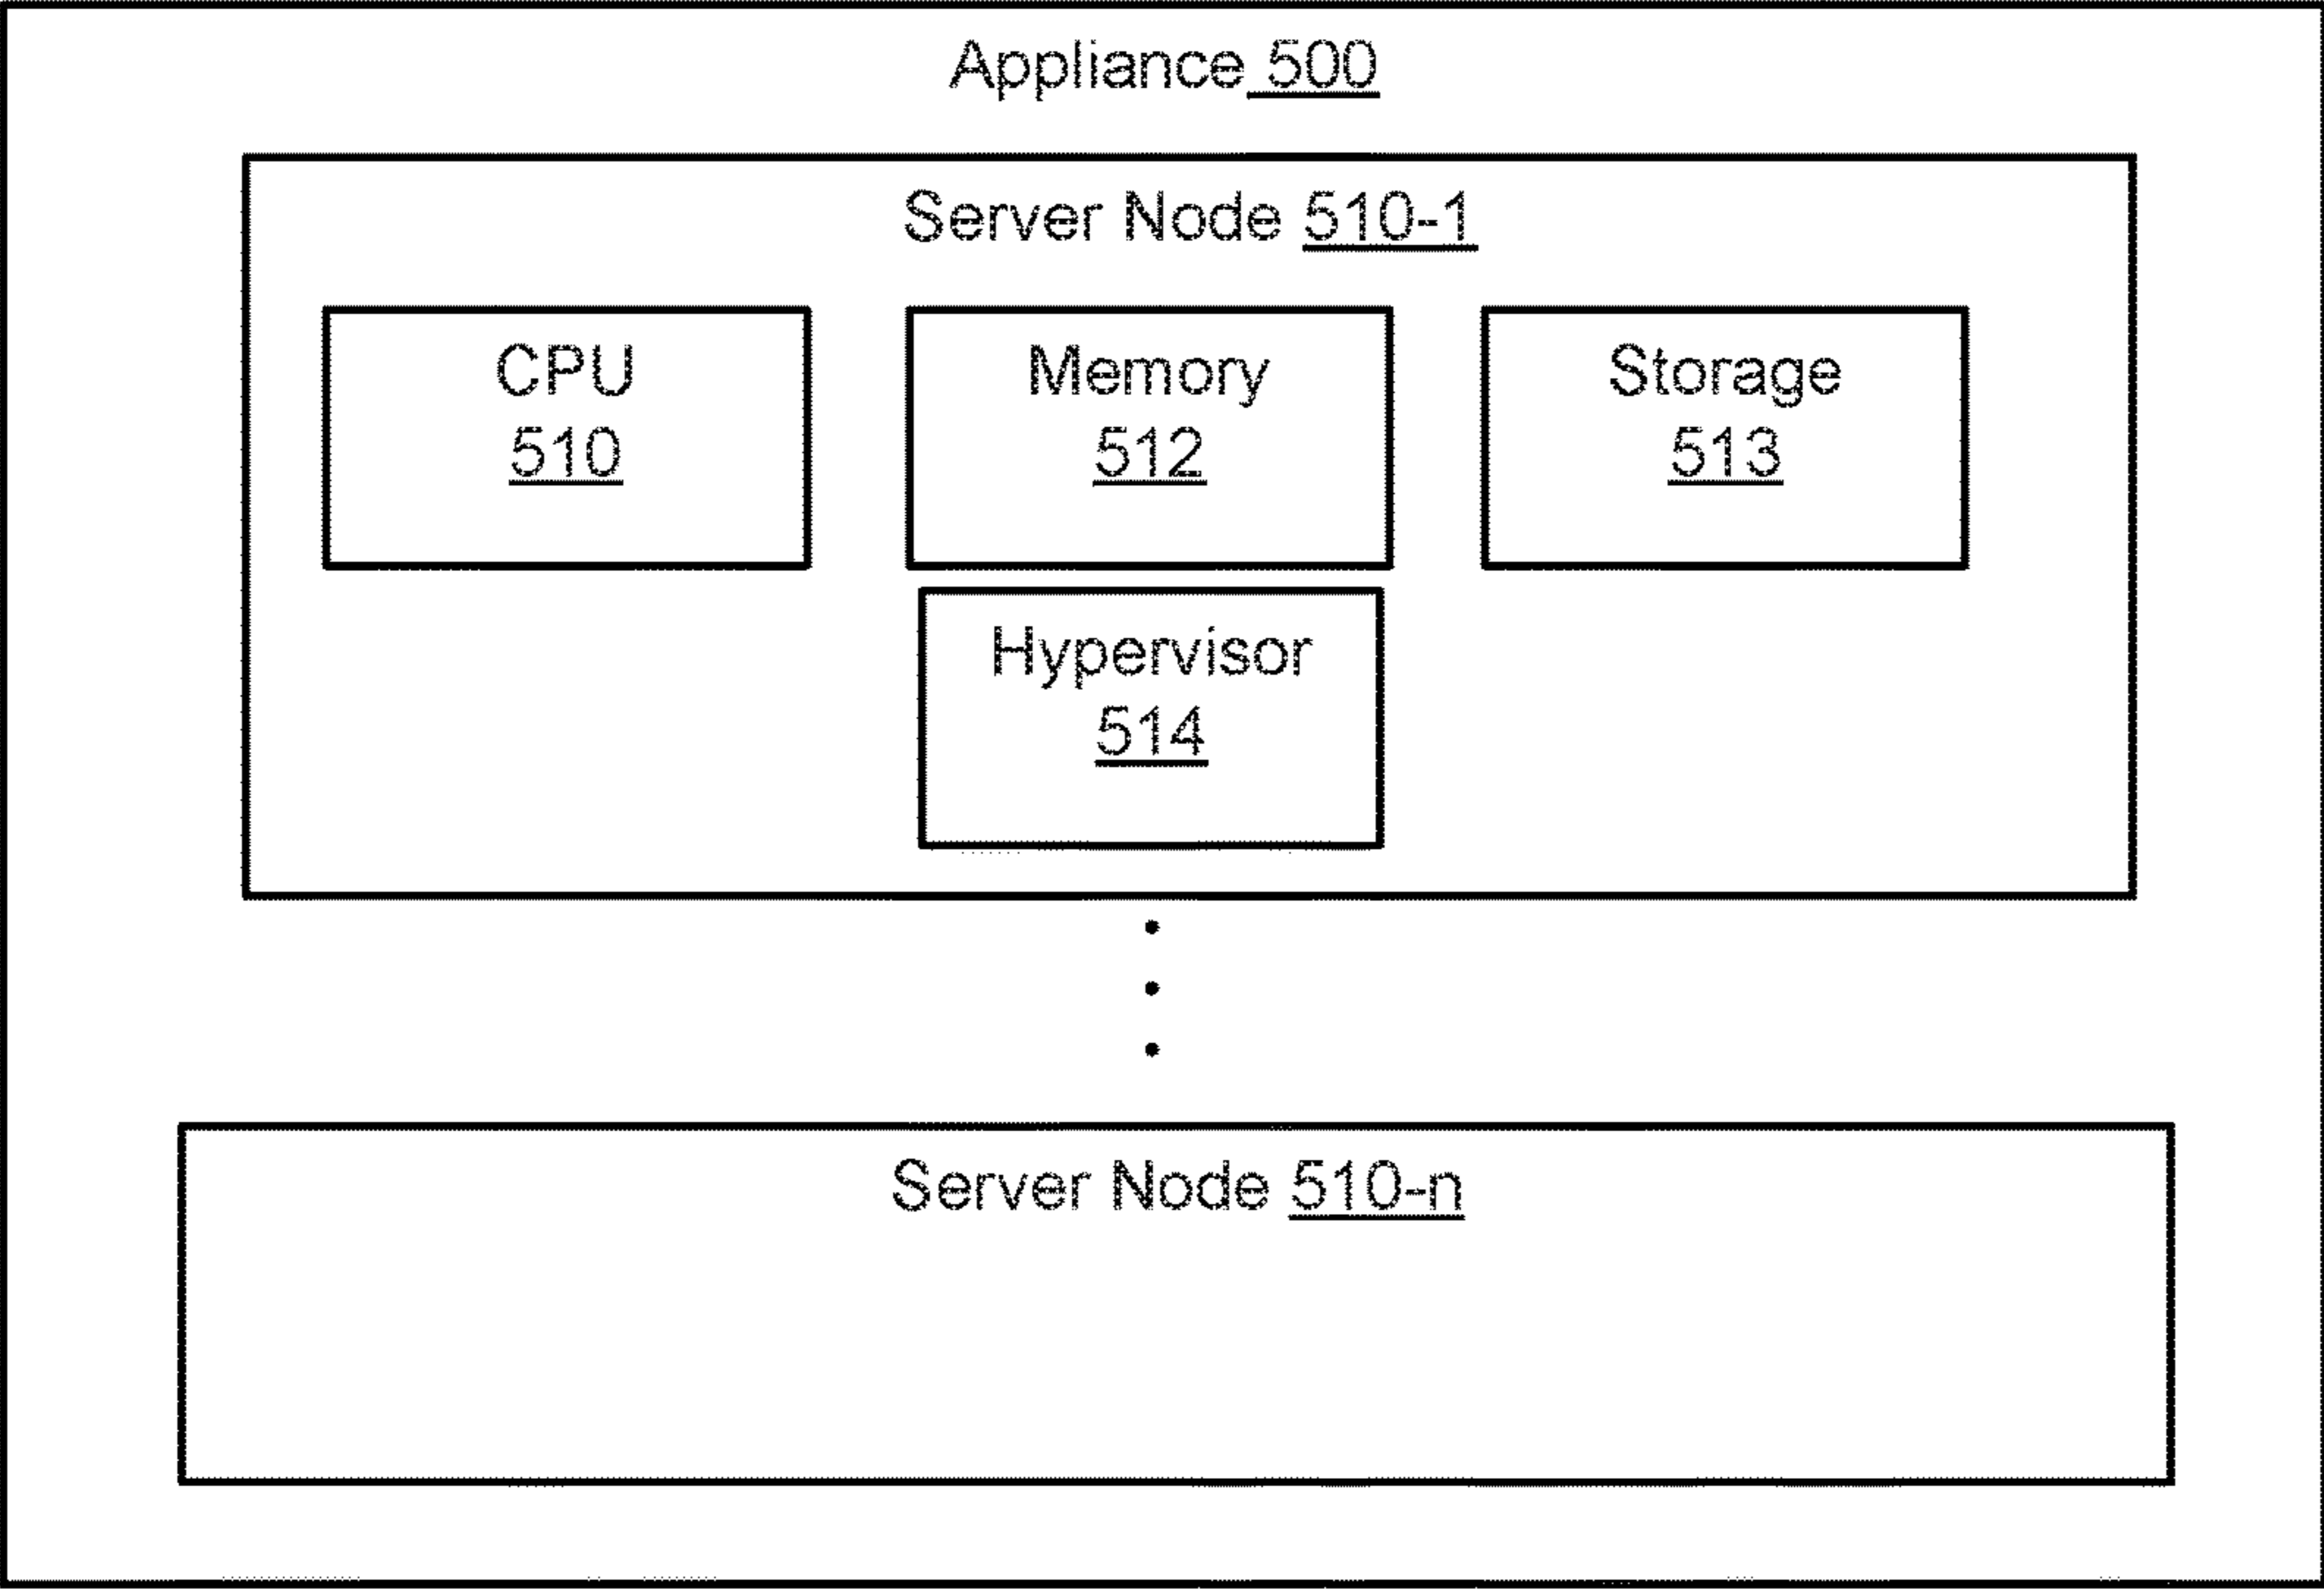 Appliance 500
Server Node 510-1
CPU
510
Memory
512
Storage
513
Hypervisor
514
Server Node 510-n